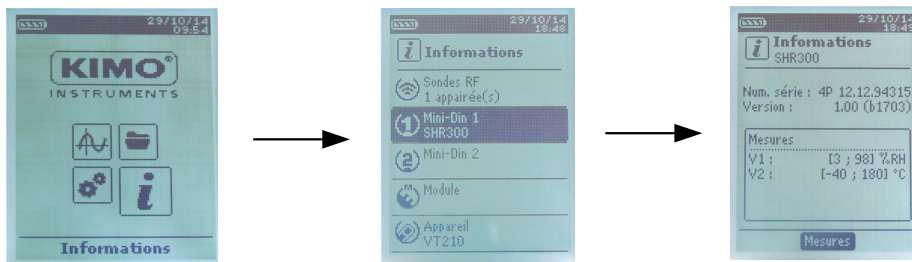 29/10/14
09:54
KIMO®
INSTRUMENTS
Informations
29/10/14
18:48
Informations
Sondes RF
1 appairée(s)
Mini-Din 1
SHR300
Mini-Din 2
Module
Appareil
VT210
29/10/14
18:49
Informations
SHR300
Num. série : 4P 12.12.94315
Version : 1.00 (b1703)
Mesures
V1 : [3 ; 98] %RH
V2 : [-40 ; 180] °C
Mesures